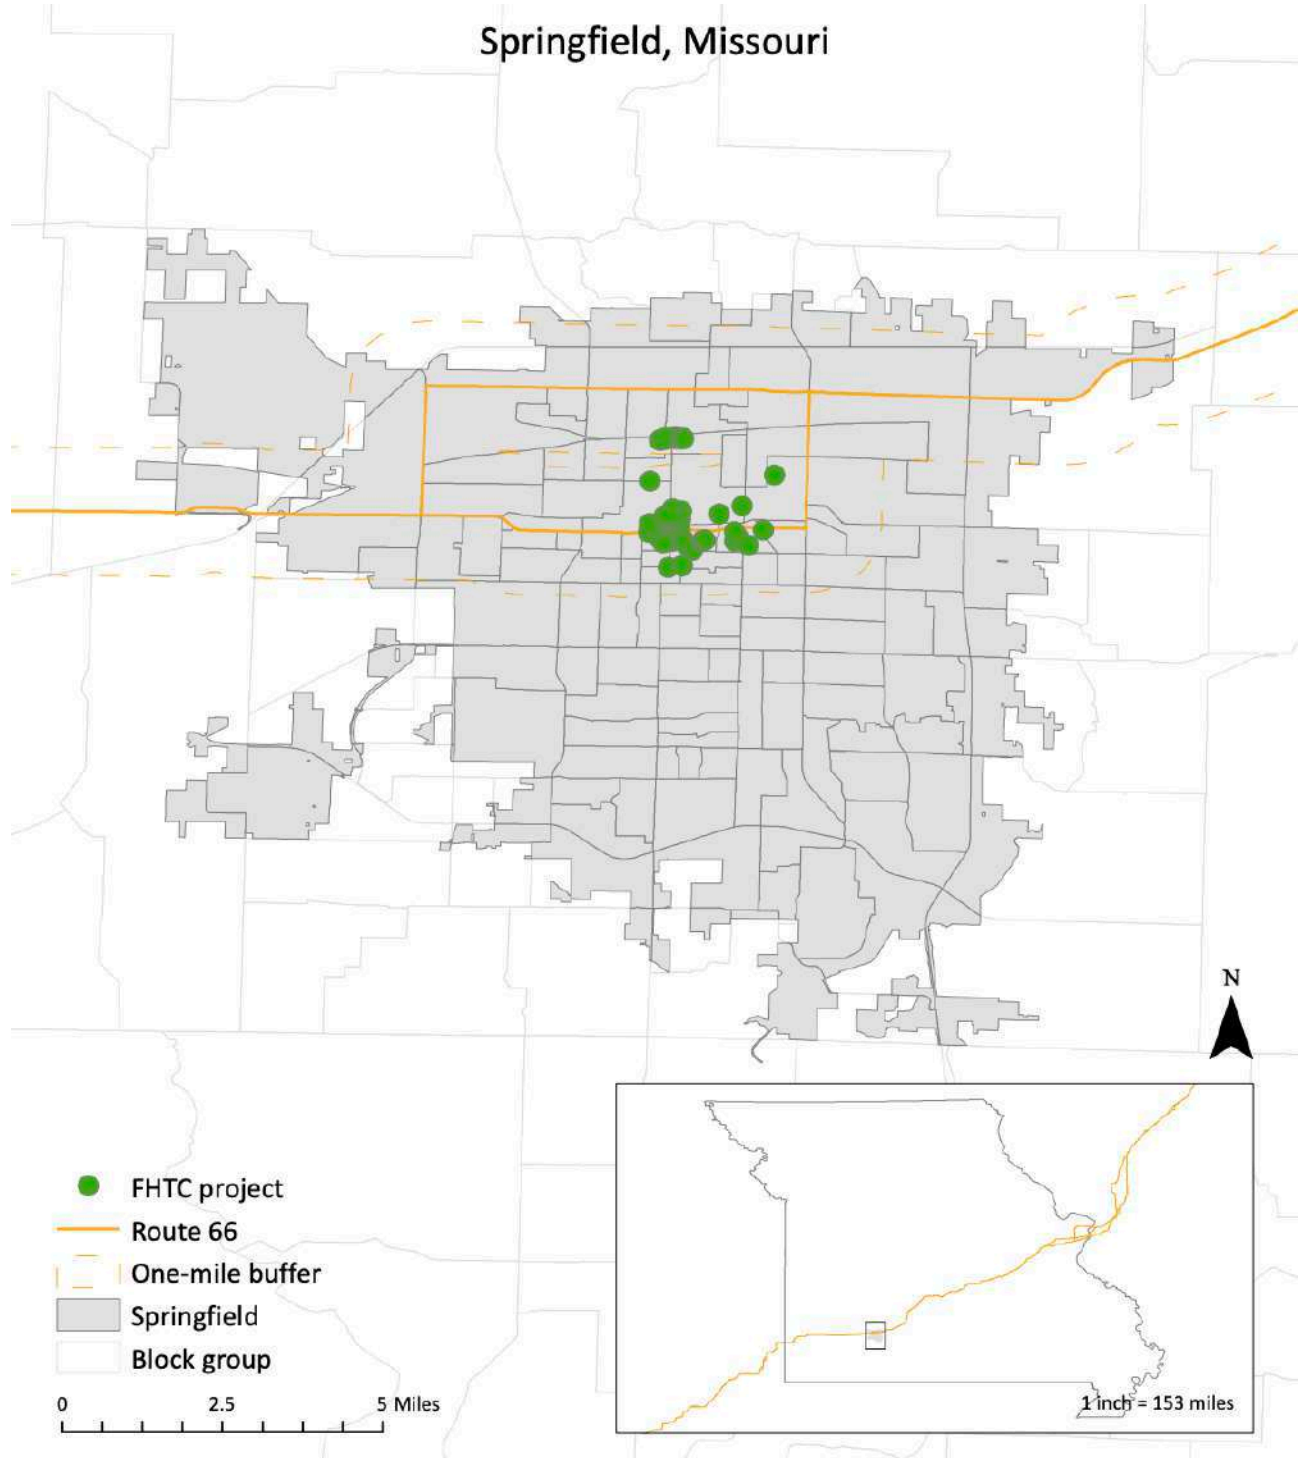 Springfield, Missouri
N
FHTC project
Route 66
One-mile buffer
Springfield
Block group
0 2.5 5 Miles
1 inch = 153 miles